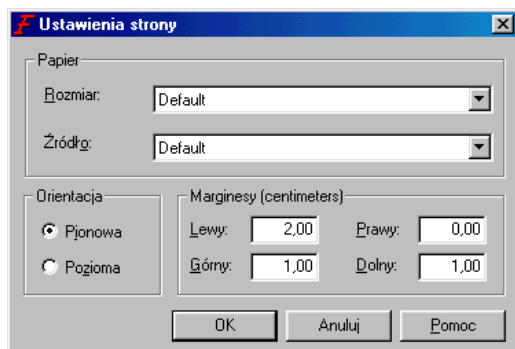 Ustawienia strony
Papier
Rozmiar: Default
Źródło: Default
Orientacja
Pionowa
Pozioma
Marginesy (centimeters)
Lewy: 2,00 Prawy: 0,00
Górny: 1,00 Dolny: 1,00
OK Anuluj Pomoc